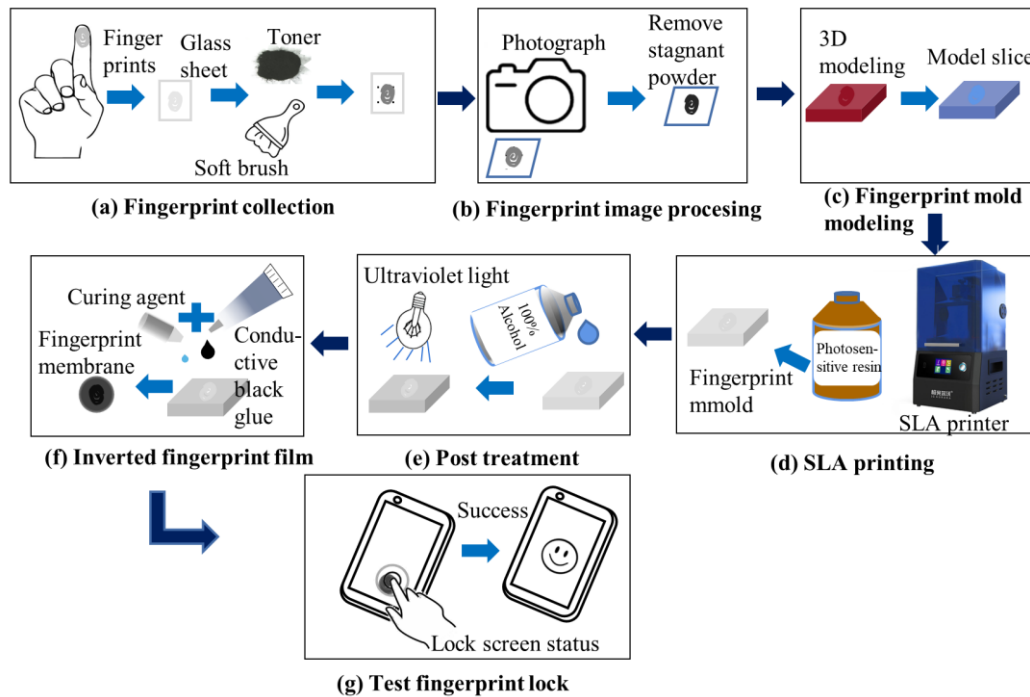 Finger
prints
Glass
sheet
Toner
Soft brush
(a) Fingerprint collection
Photograph
Remove
stagnant
powder
(b) Fingerprint image procesing
3D
modeling
Model slice
(c) Fingerprint mold
modeling
Fingerprint
mmold
Photosen-
sitive resin
SLA printer
(d) SLA printing
Ultraviolet light
100%
Alcohol
(e) Post treatment
Curing agent
Fingerprint
membrane
Condu-
ctive
black
glue
(f) Inverted fingerprint film
Success
Lock screen status
(g) Test fingerprint lock